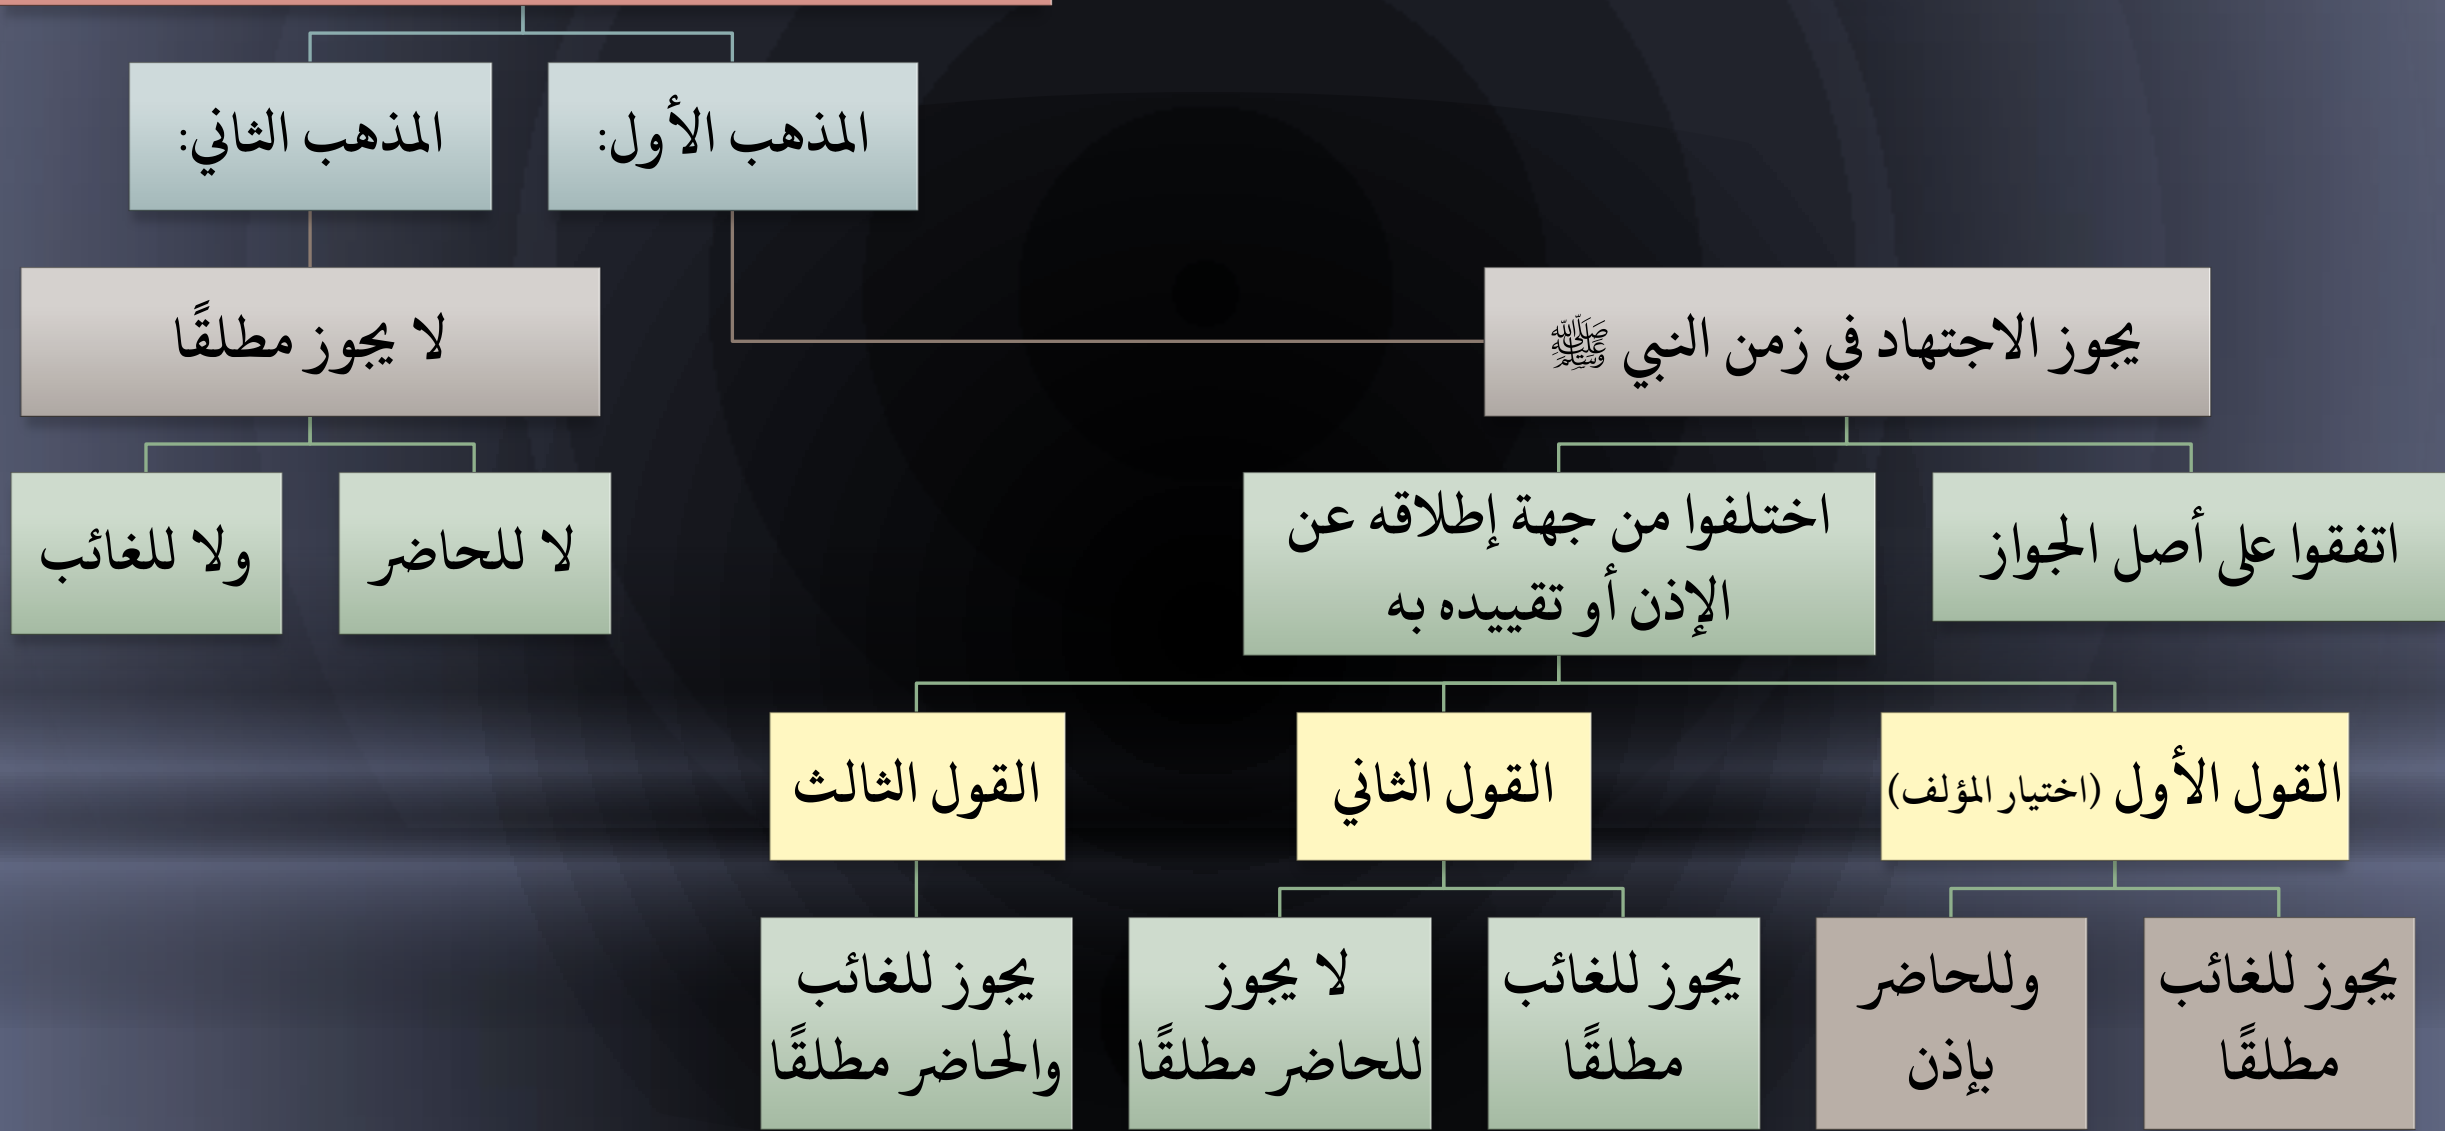 المذهب الأول:
المذهب الثاني:
يجوز الاجتهاد في زمن النبي ﷺ
لا يجوز مطلقًا
اتفقوا على أصل الجواز
اختلفوا من جهة إطلاقه عن
الإذن أو تقييده به
لا للحاضر
ولا للغائب
القول الأول (اختيار المؤلف)
القول الثاني
القول الثالث
يجوز للغائب
مطلقًا
وللحاضر
بإذن
يجوز للغائب
مطلقًا
لا يجوز
للحاضر مطلقًا
يجوز للغائب
والحاضر مطلقًا